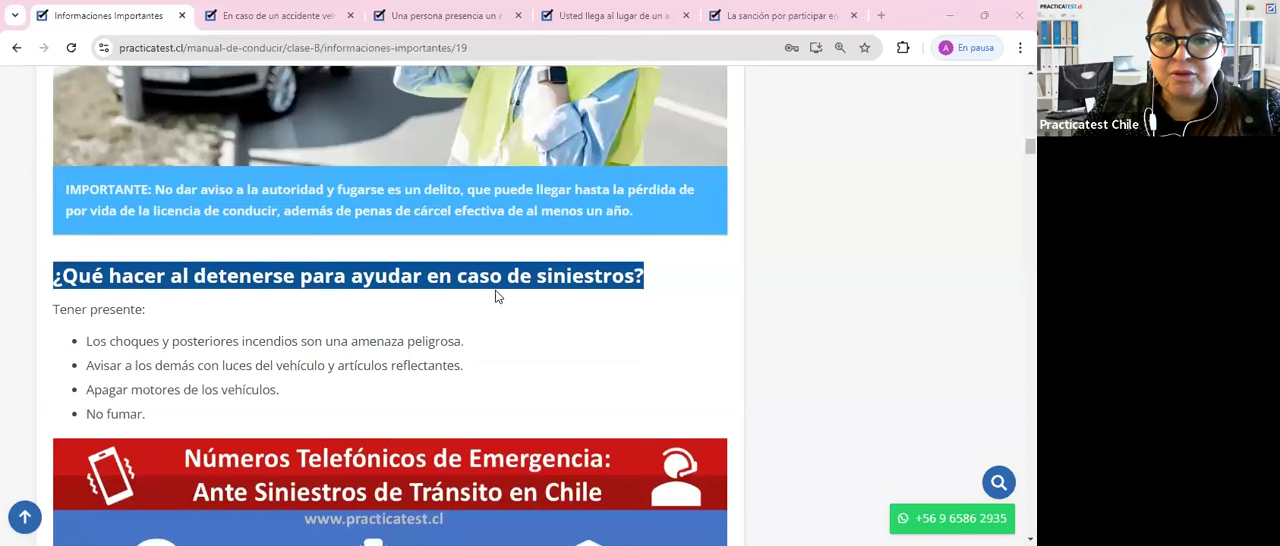 Informaciones Importantes
En caso de un accidente veh
Una persona presencia un a
Usted llega al lugar de un a
La sanción por participar en
practicatest.cl/manual-de-conducir/clase-B/informaciones-importantes/19
A
En pausa
PRACTICATEST.cl
Practicatest Chile
IMPORTANTE: No dar aviso a la autoridad y fugarse es un delito, que puede llegar hasta la pérdida de
por vida de la licencia de conducir, además de penas de cárcel efectiva de al menos un año.
¿Qué hacer al detenerse para ayudar en caso de siniestros?
Tener presente:
Los choques y posteriores incendios son una amenaza peligrosa.
Avisar a los demás con luces del vehículo y artículos reflectantes.
Apagar motores de los vehículos.
No fumar.
Números Telefónicos de Emergencia:
Ante Siniestros de Tránsito en Chile
www.practicatest.cl
+56 9 6586 2935